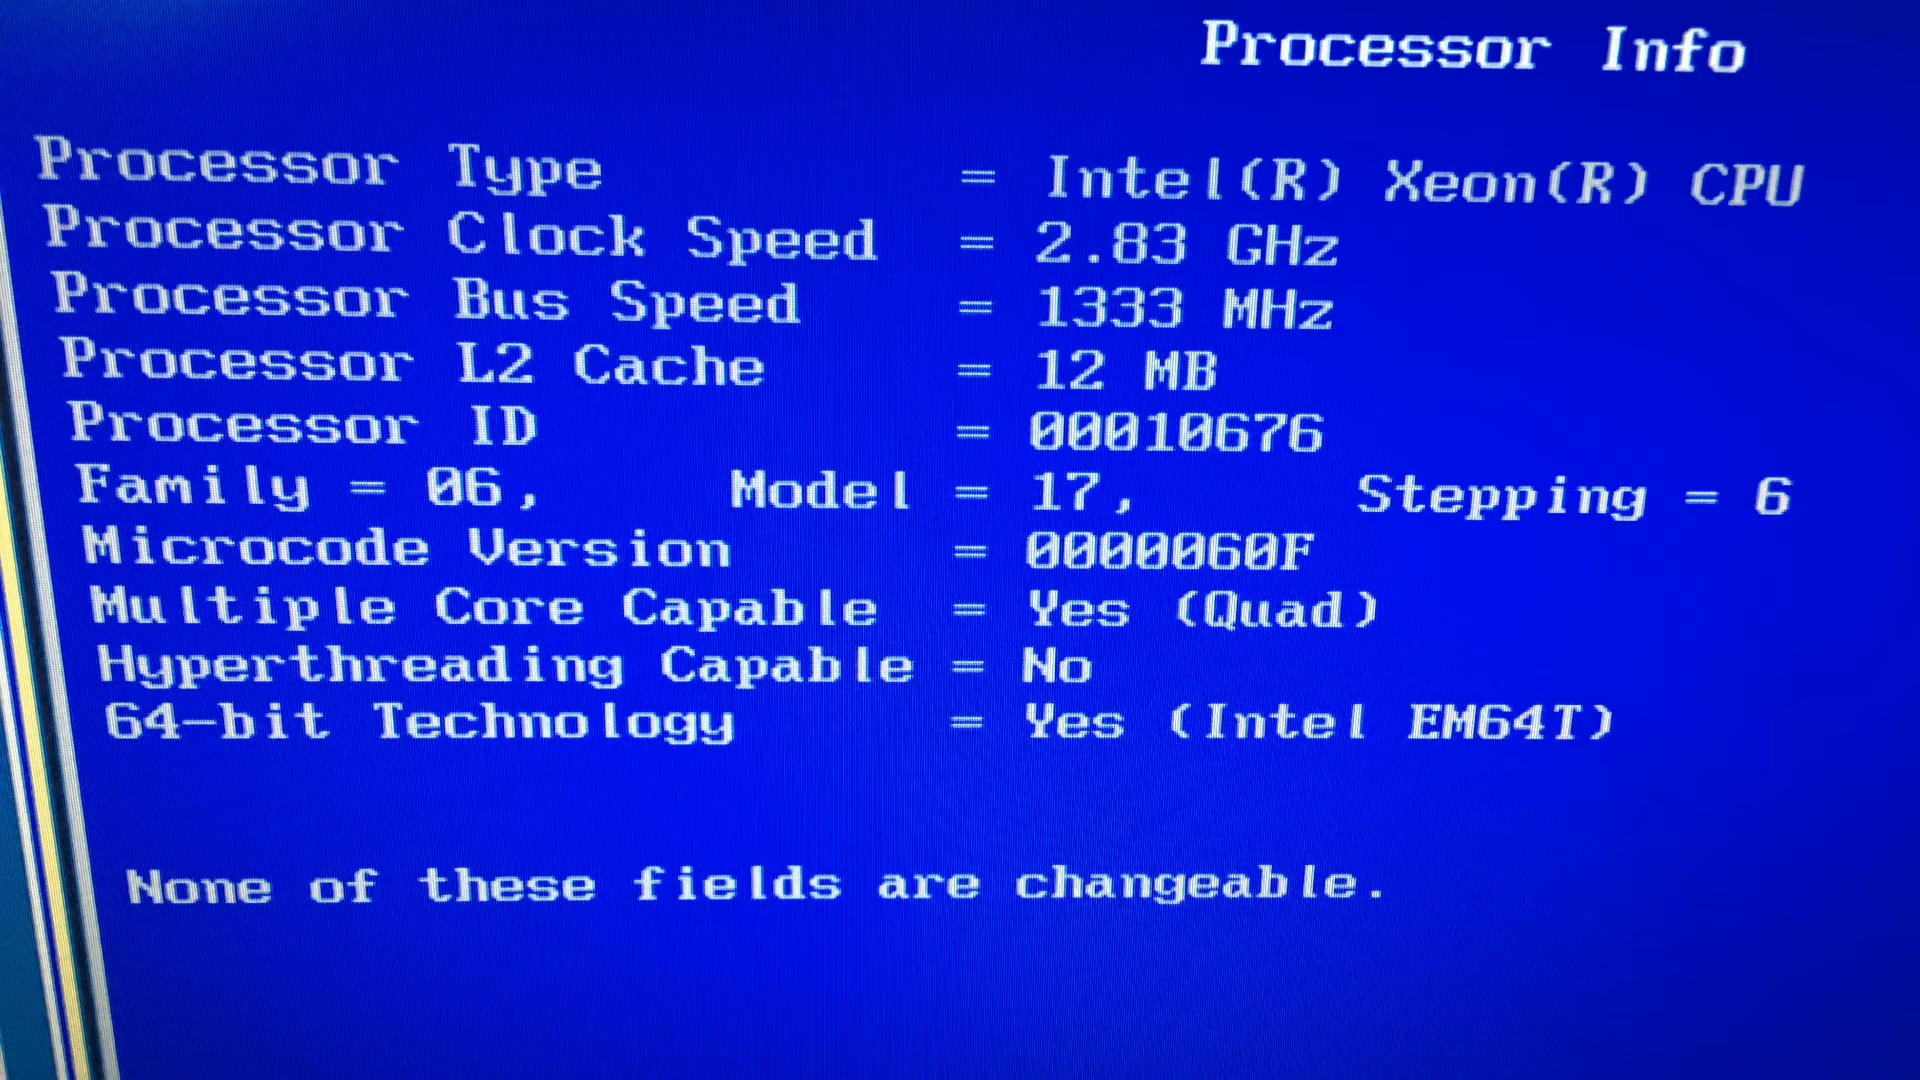 Processor Info
Processor Type = Intel(R) Xeon(R) CPU
Processor Clock Speed = 2.83 GHz
Processor Bus Speed = 1333 MHz
Processor L2 Cache = 12 MB
Processor ID = 00010676
Family = 06, Model = 17, Stepping = 6
Microcode Version = 0000060F
Multiple Core Capable = Yes (Quad)
Hyperthreading Capable = No
64-bit Technology = Yes (Intel EM64T)
None of these fields are changeable.